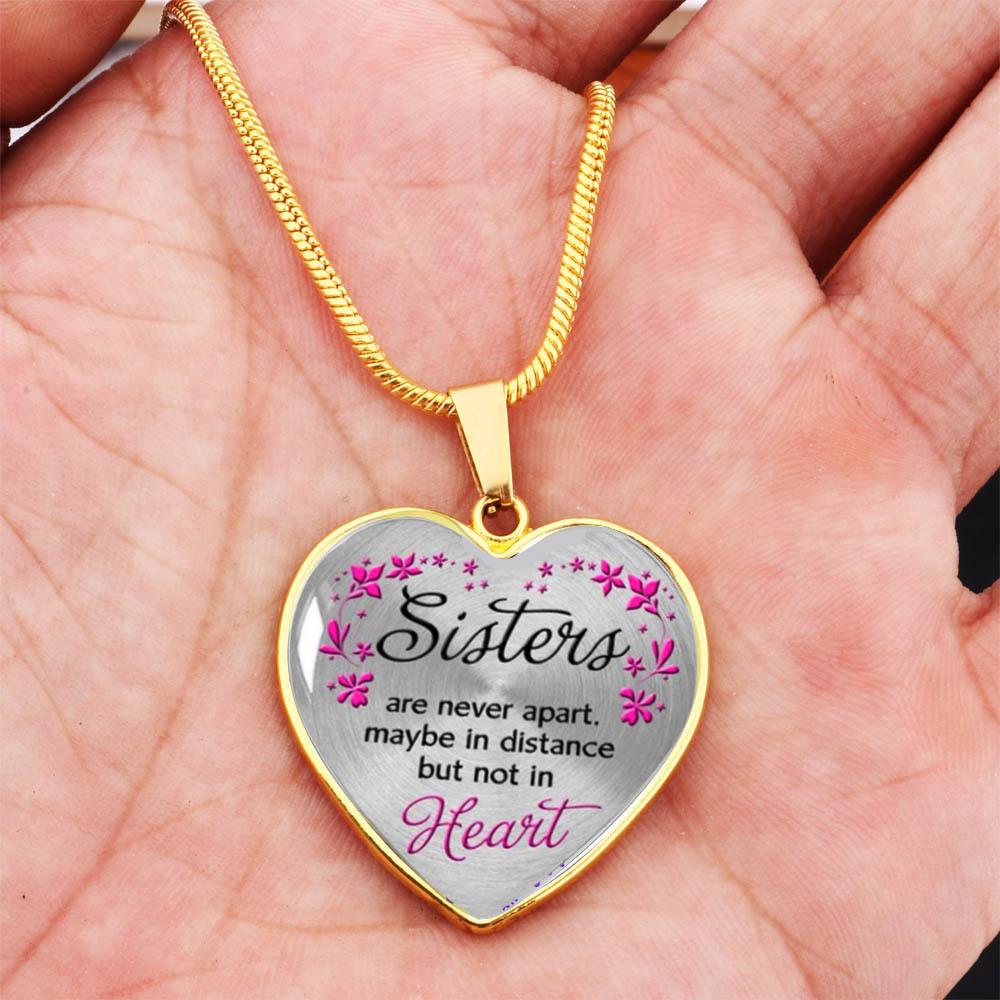 Sisters
are never apart.
maybe in distance
but not in
Heart